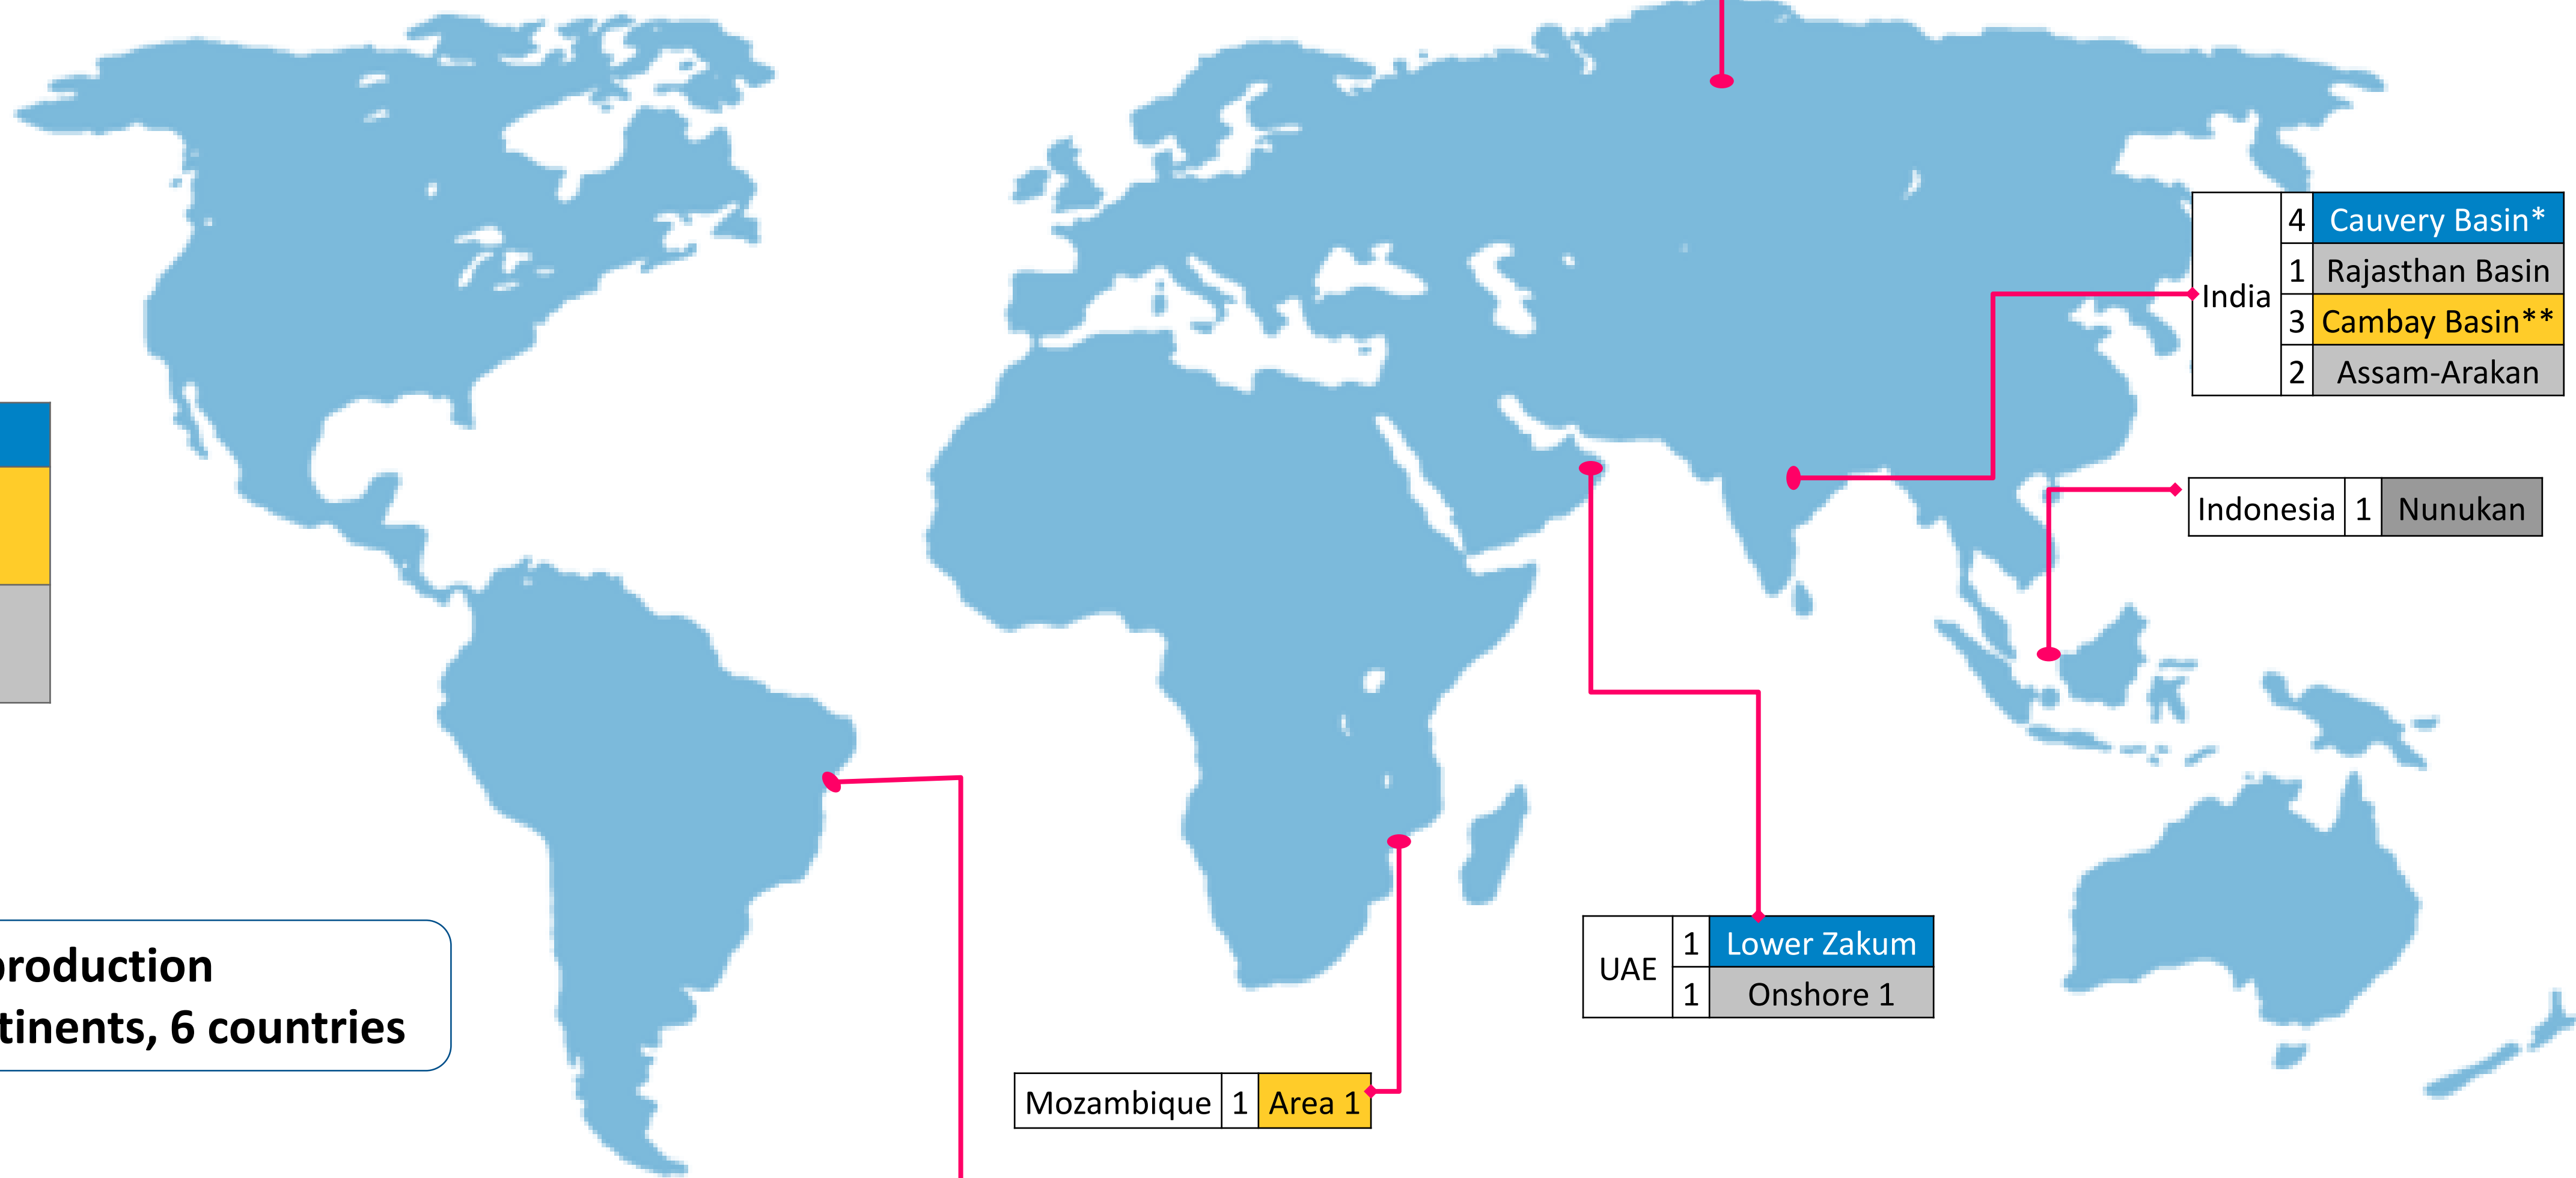 4 Cauvery Basin*
1 Rajasthan Basin
India
3 Cambay Basin**
2 Assam-Arakan
Indonesia 1 Nunukan
production
tinents, 6 countries
1 Lower Zakum
UAE
1 Onshore 1
Mozambique 1 Area 1